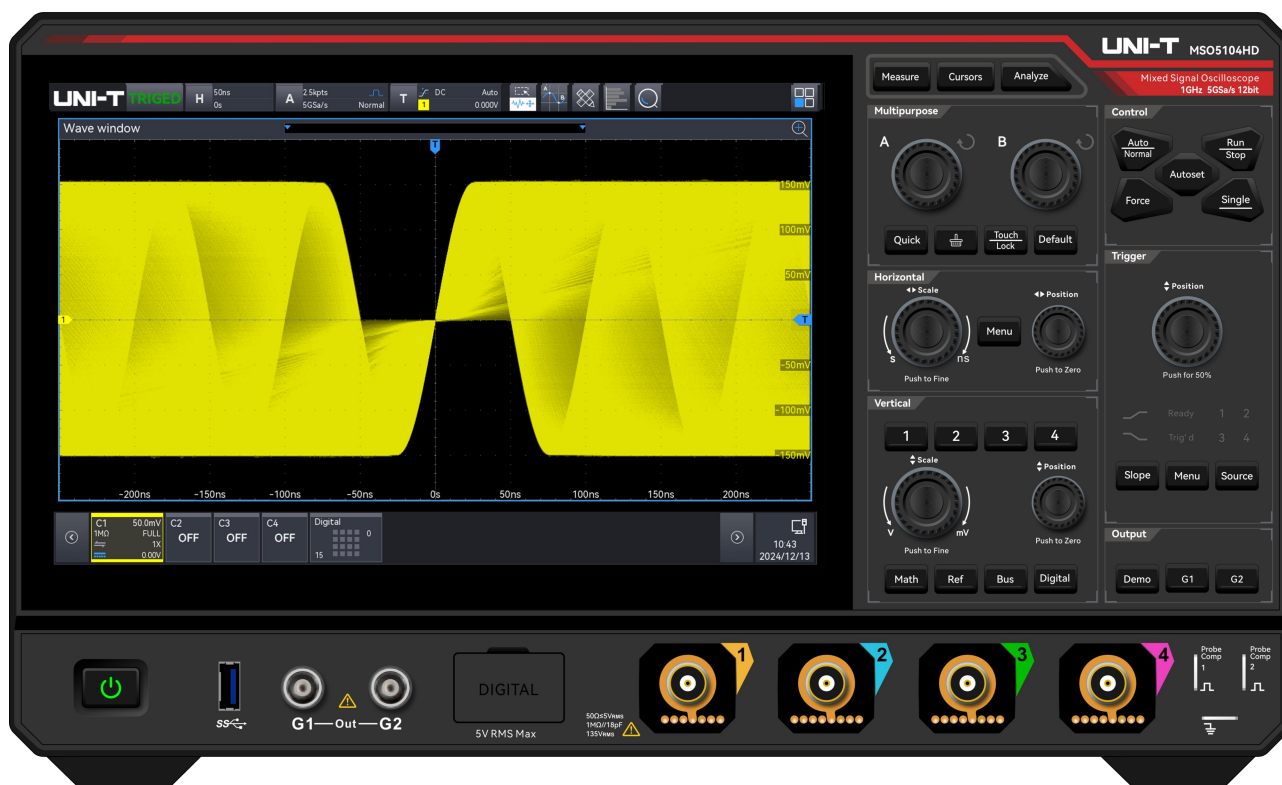 UNI-T MSO5104HD
Mixed Signal Oscilloscope
1GHz 5GSa/s 12bit
Measure Cursors Analyze
UNI-T TRIGED H 50ns 0s A 2.5kpts 5GSa/s Normal T DC 1 Auto 0.000V
Wave window
T
150mV
100mV
50mV
1
T
-50mV
-100mV
-150mV
-200ns -150ns -100ns -50ns 0s 50ns 100ns 150ns 200ns
C1 50.0mV
1MΩ FULL
1X
0.00V
C2
OFF
C3
OFF
C4
OFF
Digital
0
15
10:43
2024/12/13
Multipurpose
A B
Quick Touch Lock Default
Horizontal
Scale
Position
Menu
s ns
Push to Fine
Push to Zero
Vertical
1 2 3 4
Scale
Position
V mV
Push to Fine
Push to Zero
Math Ref Bus Digital
Control
Auto Normal
Run Stop
Autoset
Force
Single
Trigger
Position
Push for 50%
Ready 1 2
Trig'd 3 4
Slope Menu Source
Output
Demo G1 G2
SS
G1—Out—G2
DIGITAL
5V RMS Max
50Ω≤5VRMS
1MΩ//18pF
135VRMS
1
2
3
4
Probe Comp 1
Probe Comp 2